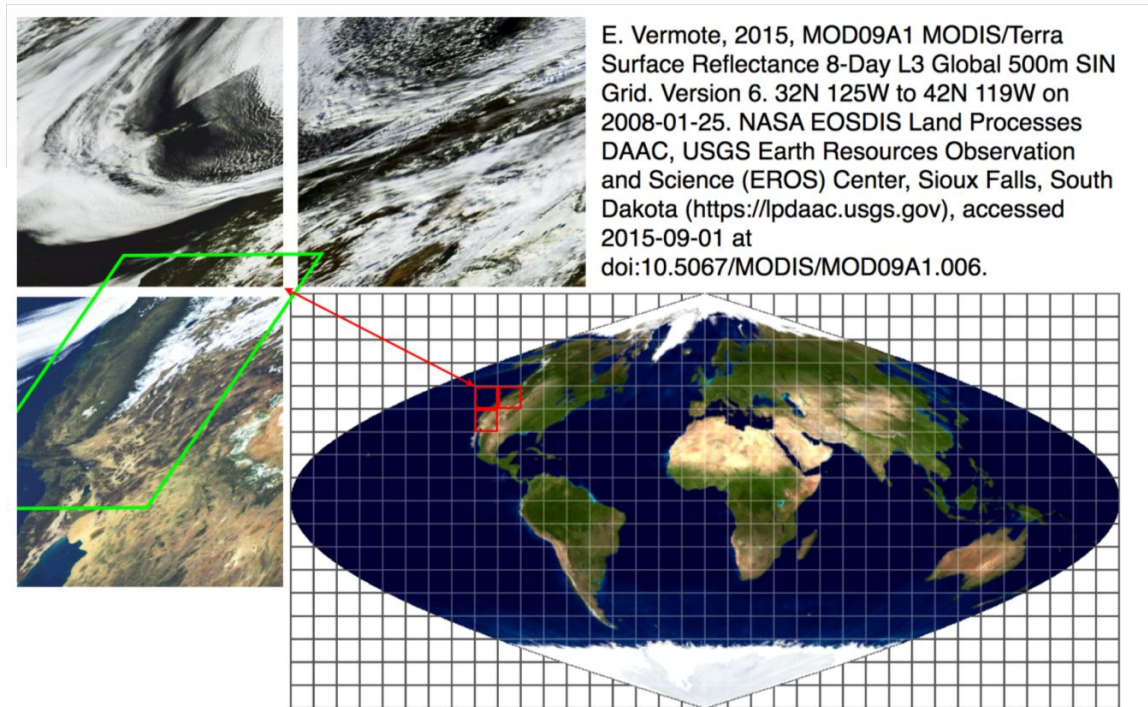 E. Vermote, 2015, MOD09A1 MODIS/Terra
Surface Reflectance 8-Day L3 Global 500m SIN
Grid. Version 6. 32N 125W to 42N 119W on
2008-01-25. NASA EOSDIS Land Processes
DAAC, USGS Earth Resources Observation
and Science (EROS) Center, Sioux Falls, South
Dakota (https://lpdaac.usgs.gov), accessed
2015-09-01 at
doi:10.5067/MODIS/MOD09A1.006.